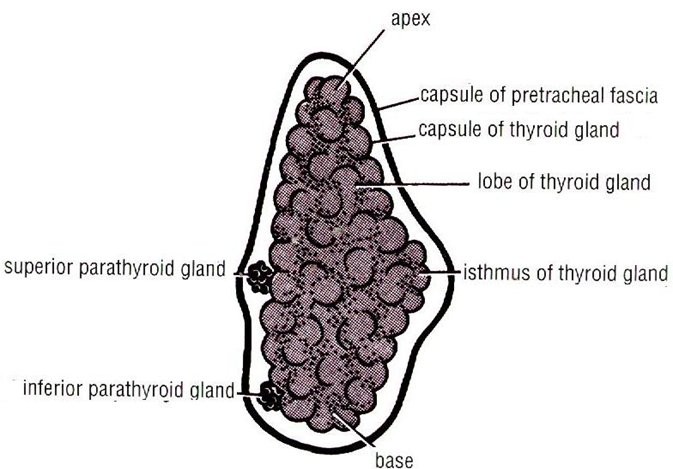 apex
capsule of pretracheal fascia
capsule of thyroid gland
lobe of thyroid gland
superior parathyroid gland
isthmus of thyroid gland
inferior parathyroid gland
base